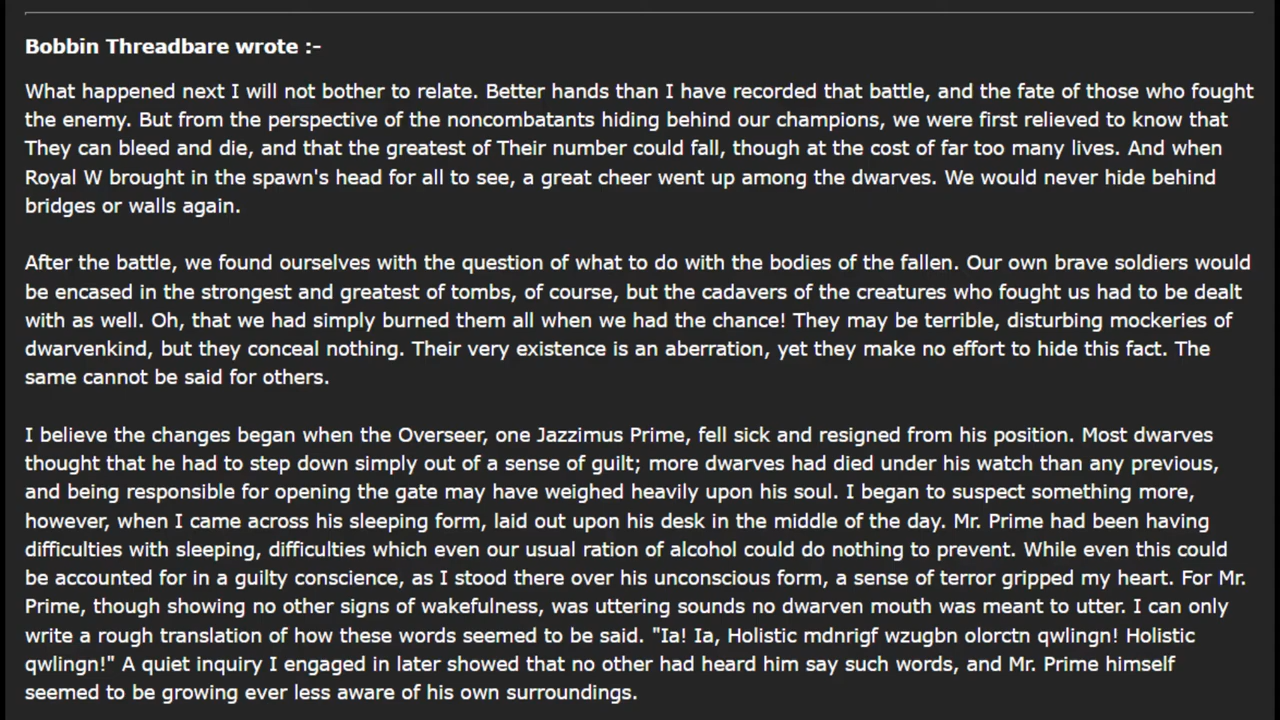 Bobbin Threadbare wrote :-
What happened next I will not bother to relate. Better hands than I have recorded that battle, and the fate of those who fought
the enemy. But from the perspective of the noncombatants hiding behind our champions, we were first relieved to know that
They can bleed and die, and that the greatest of Their number could fall, though at the cost of far too many lives. And when
Royal W brought in the spawn's head for all to see, a great cheer went up among the dwarves. We would never hide behind
bridges or walls again.
After the battle, we found ourselves with the question of what to do with the bodies of the fallen. Our own brave soldiers would
be encased in the strongest and greatest of tombs, of course, but the cadavers of the creatures who fought us had to be dealt
with as well. Oh, that we had simply burned them all when we had the chance! They may be terrible, disturbing mockeries of
dwarvenkind, but they conceal nothing. Their very existence is an aberration, yet they make no effort to hide this fact. The
same cannot be said for others.
I believe the changes began when the Overseer, one Jazzimus Prime, fell sick and resigned from his position. Most dwarves
thought that he had to step down simply out of a sense of guilt; more dwarves had died under his watch than any previous,
and being responsible for opening the gate may have weighed heavily upon his soul. I began to suspect something more,
however, when I came across his sleeping form, laid out upon his desk in the middle of the day. Mr. Prime had been having
difficulties with sleeping, difficulties which even our usual ration of alcohol could do nothing to prevent. While even this could
be accounted for in a guilty conscience, as I stood there over his unconscious form, a sense of terror gripped my heart. For Mr.
Prime, though showing no other signs of wakefulness, was uttering sounds no dwarven mouth was meant to utter. I can only
write a rough translation of how these words seemed to be said. "Ia! Ia, Holistic mdnrigf wzugbn olorctn qwlingn! Holistic
qwlingn!" A quiet inquiry I engaged in later showed that no other had heard him say such words, and Mr. Prime himself
seemed to be growing ever less aware of his own surroundings.